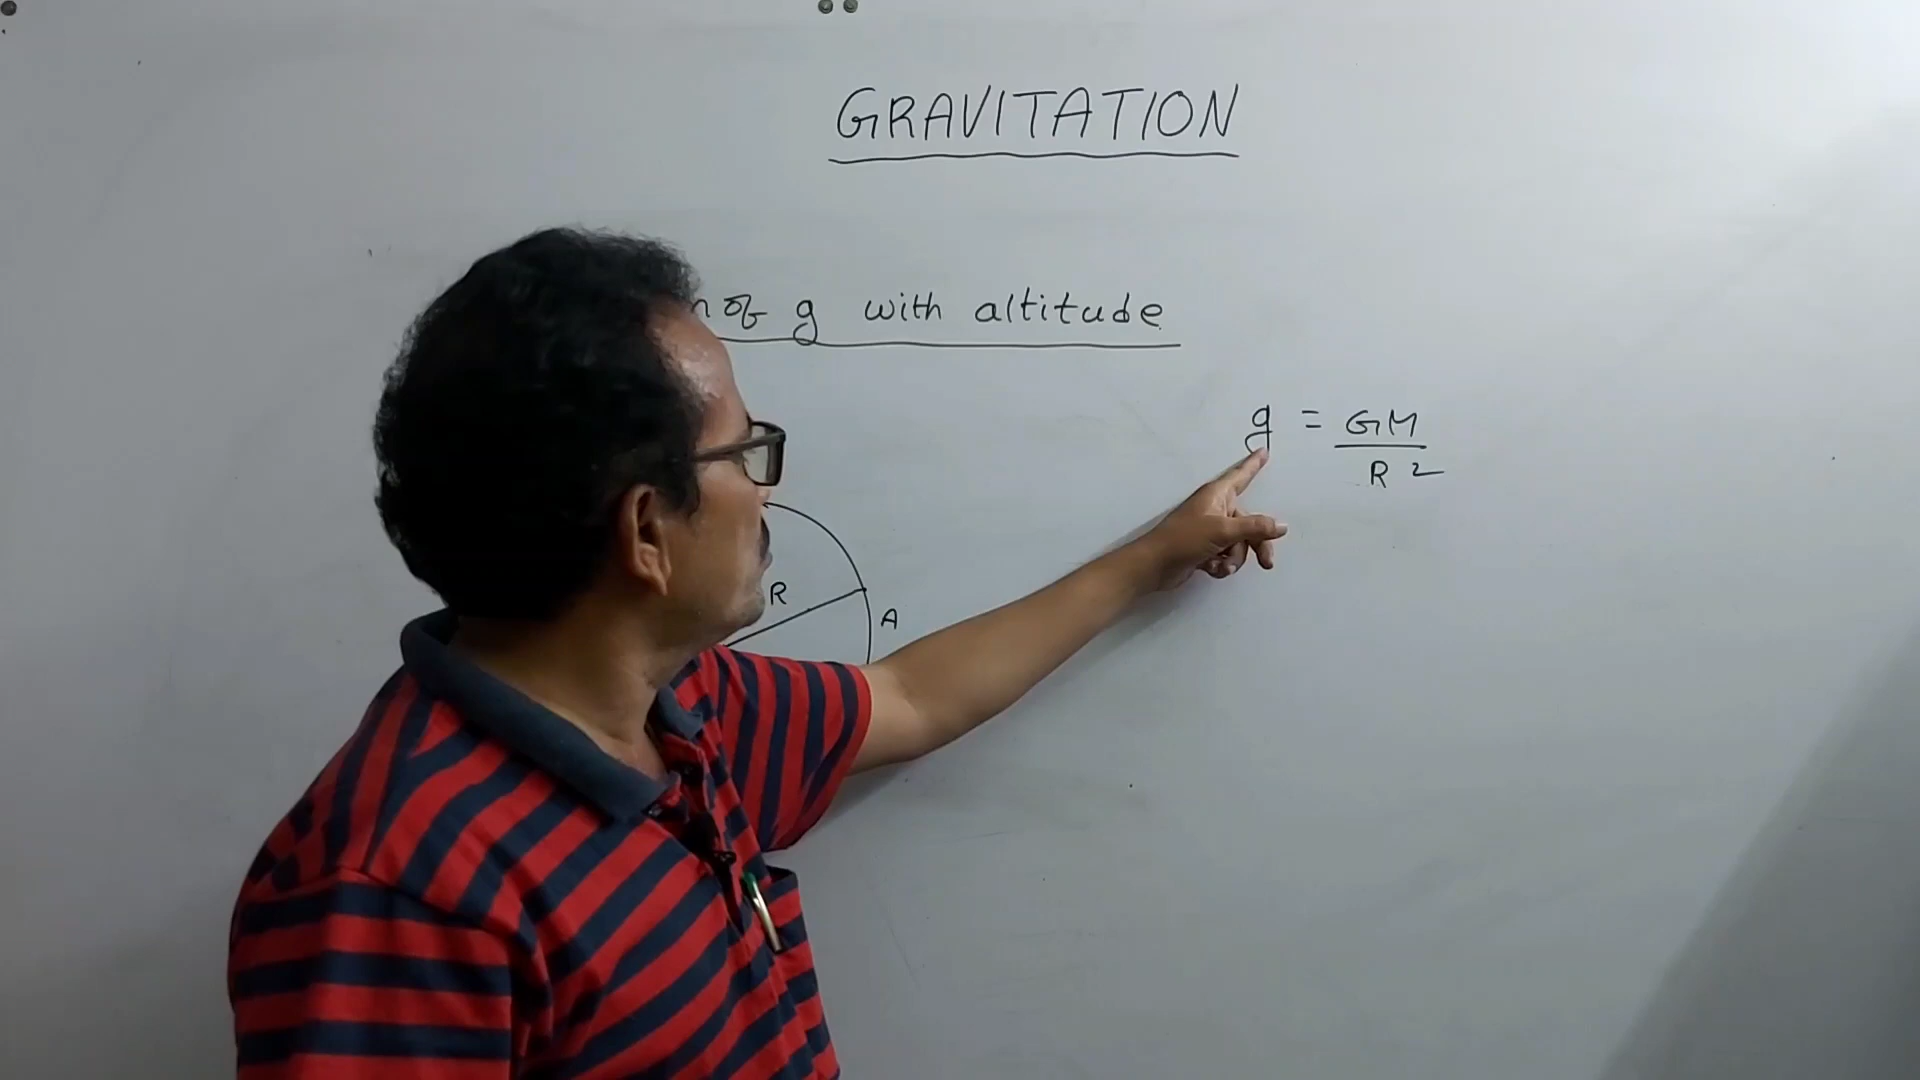 GRAVITATION
of g with altitude
g = GM
R 2
R
A